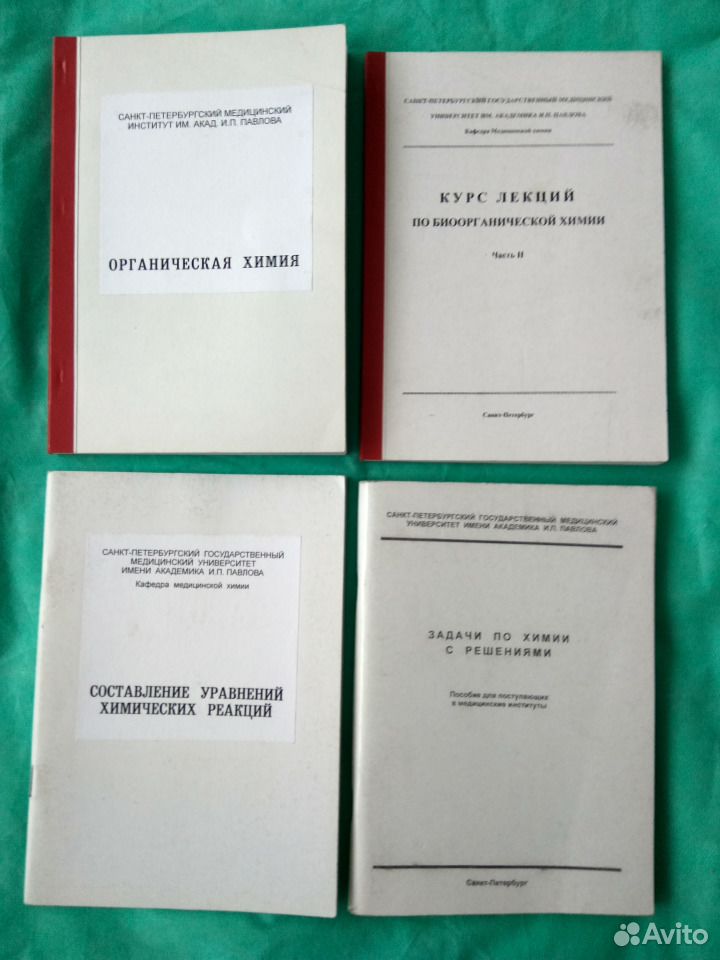 САНКТ-ПЕТЕРБУРГСКИЙ МЕДИЦИНСКИЙ
ИНСТИТУТ ИМ. АКАД. И.П. ПАВЛОВА
ОРГАНИЧЕСКАЯ ХИМИЯ
САНКТ-ПЕТЕРБУРГСКИЙ ГОСУДАРСТВЕННЫЙ МЕДИЦИНСКИЙ
УНИВЕРСИТЕТ ИМ. АКАДЕМИКА И.П. ПАВЛОВА
Кафедра Медицинской химии
КУРС ЛЕКЦИЙ
ПО БИООРГАНИЧЕСКОЙ ХИМИИ
Часть II
Санкт-Петербург
САНКТ-ПЕТЕРБУРГСКИЙ ГОСУДАРСТВЕННЫЙ
МЕДИЦИНСКИЙ УНИВЕРСИТЕТ
ИМЕНИ АКАДЕМИКА И.П. ПАВЛОВА
Кафедра медицинской химии
СОСТАВЛЕНИЕ УРАВНЕНИЙ
ХИМИЧЕСКИХ РЕАКЦИЙ
САНКТ-ПЕТЕРБУРГСКИЙ ГОСУДАРСТВЕННЫЙ МЕДИЦИНСКИЙ
УНИВЕРСИТЕТ ИМЕНИ АКАДЕМИКА И.П. ПАВЛОВА
ЗАДАЧИ ПО ХИМИИ
С РЕШЕНИЯМИ
Пособие для поступающих
в медицинские институты
Санкт-Петербург
Avito